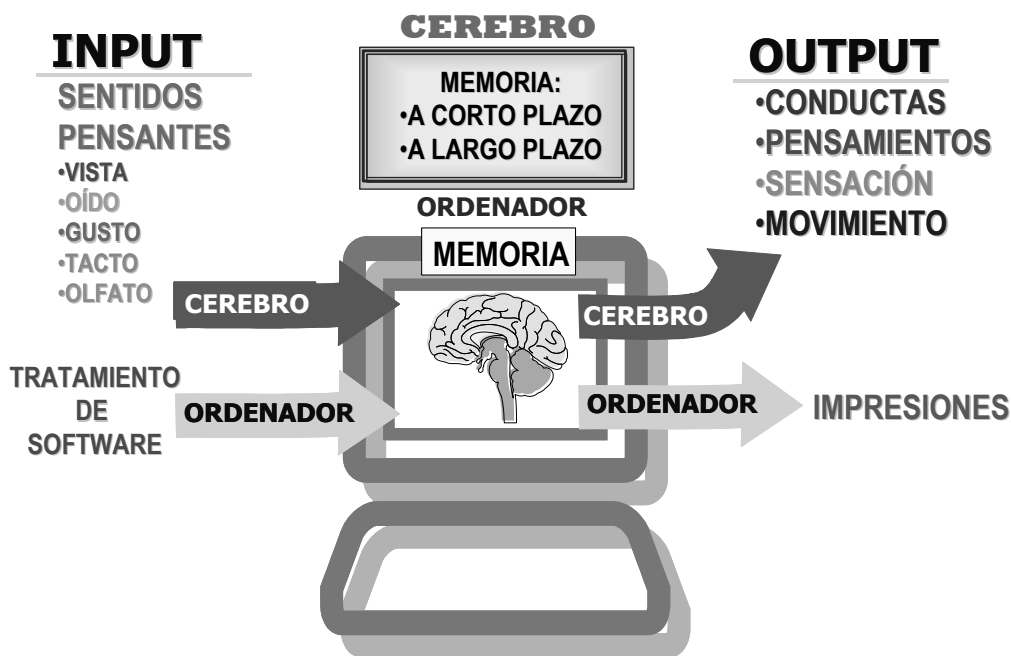 INPUT
SENTIDOS
PENSANTES
•VISTA
•OÍDO
•GUSTO
•TACTO
•OLFATO
TRATAMIENTO
DE
SOFTWARE
CEREBRO
MEMORIA:
•A CORTO PLAZO
•A LARGO PLAZO
ORDENADOR
MEMORIA
CEREBRO
ORDENADOR
CEREBRO
ORDENADOR
OUTPUT
•CONDUCTAS
•PENSAMIENTOS
•SENSACIÓN
•MOVIMIENTO
IMPRESIONES